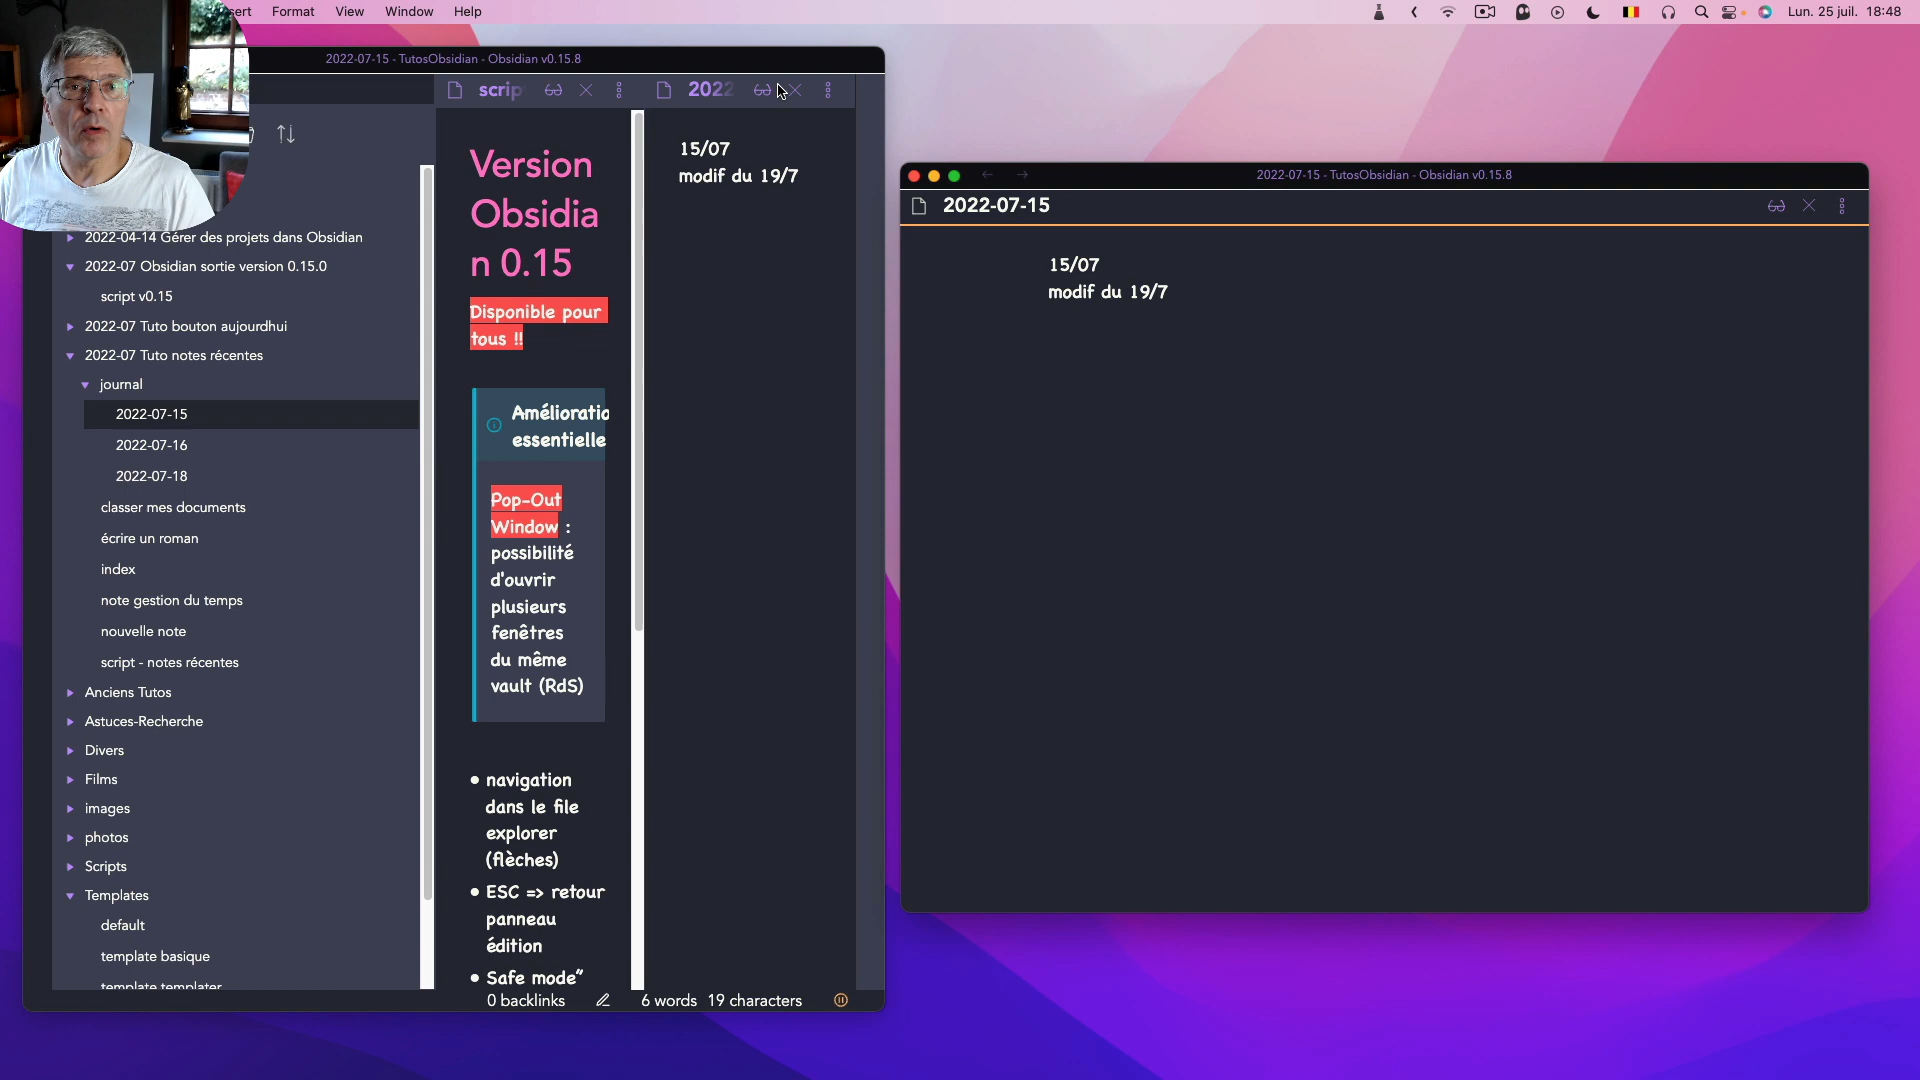 sert Format View Window Help
Lun. 25 juil. 18:48
2022-07-15 - TutosObsidian - Obsidian v0.15.8
scrip
2022
2022-04-14 Gérer des projets dans Obsidian
2022-07 Obsidian sortie version 0.15.0
script v0.15
2022-07 Tuto bouton aujourdhui
2022-07 Tuto notes récentes
journal
2022-07-15
2022-07-16
2022-07-18
classer mes documents
écrire un roman
index
note gestion du temps
nouvelle note
script - notes récentes
Anciens Tutos
Astuces-Recherche
Divers
Films
images
photos
Scripts
Templates
default
template basique
template templater
Version
Obsidia
n 0.15
Disponible pour
tous !!
Amélioratio
essentielle
Pop-Out
Window :
possibilité
d'ouvrir
plusieurs
fenêtres
du même
vault (RdS)
• navigation
dans le file
explorer
(flèches)
• ESC => retour
panneau
édition
• Safe mode"
15/07
modif du 19/7
0 backlinks 6 words 19 characters
2022-07-15 - TutosObsidian - Obsidian v0.15.8
2022-07-15
15/07
modif du 19/7